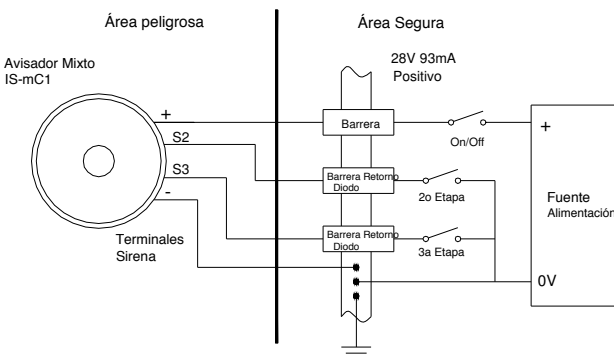 Área peligrosa
Área Segura
Avisador Mixto
IS-mC1
28V 93mA
Positivo
+
S2
S3
-
Terminales
Sirena
Barrera
On/Off
Barrera Retorno
Diodo
2o Etapa
Barrera Retorno
Diodo
3a Etapa
+
Fuente
Alimentación
0V